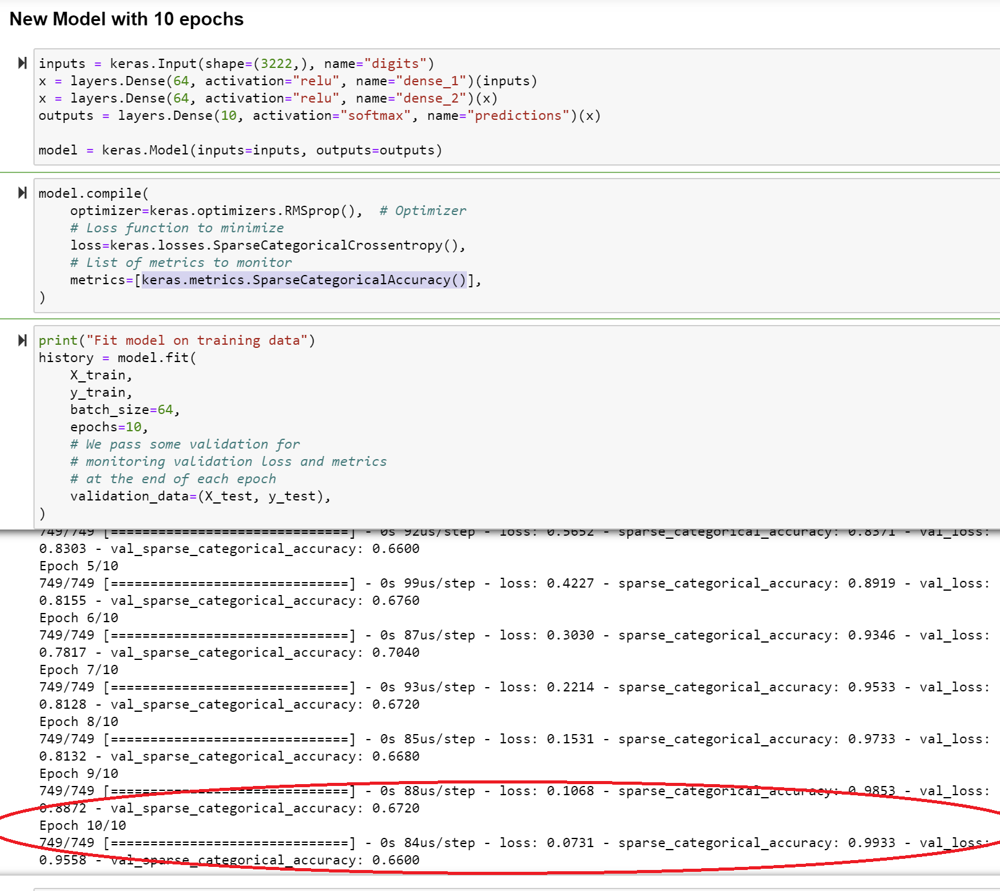 New Model with 10 epochs
inputs = keras.Input(shape=(3222,), name="digits")
x = layers.Dense(64, activation="relu", name="dense_1")(inputs)
x = layers.Dense(64, activation="relu", name="dense_2")(x)
outputs = layers.Dense(10, activation="softmax", name="predictions")(x)
model = keras.Model(inputs=inputs, outputs=outputs)
model.compile(
optimizer=keras.optimizers.RMSprop(),  # Optimizer
# Loss function to minimize
loss=keras.losses.SparseCategoricalCrossentropy(),
# List of metrics to monitor
metrics=[keras.metrics.SparseCategoricalAccuracy()],
)
print("Fit model on training data")
history = model.fit(
X_train,
y_train,
batch_size=64,
epochs=10,
# We pass some validation for
# monitoring validation loss and metrics
# at the end of each epoch
validation_data=(X_test, y_test),
)
749/749 [==============================] - 0s 92us/step - loss: 0.5652 - sparse_categorical_accuracy: 0.8371 - val_loss:
0.8303 - val_sparse_categorical_accuracy: 0.6600
Epoch 5/10
749/749 [==============================] - 0s 99us/step - loss: 0.4227 - sparse_categorical_accuracy: 0.8919 - val_loss:
0.8155 - val_sparse_categorical_accuracy: 0.6760
Epoch 6/10
749/749 [==============================] - 0s 87us/step - loss: 0.3030 - sparse_categorical_accuracy: 0.9346 - val_loss:
0.7817 - val_sparse_categorical_accuracy: 0.7040
Epoch 7/10
749/749 [==============================] - 0s 93us/step - loss: 0.2214 - sparse_categorical_accuracy: 0.9533 - val_loss:
0.8128 - val_sparse_categorical_accuracy: 0.6720
Epoch 8/10
749/749 [==============================] - 0s 85us/step - loss: 0.1531 - sparse_categorical_accuracy: 0.9733 - val_loss:
0.8132 - val_sparse_categorical_accuracy: 0.6680
Epoch 9/10
749/749 [==============================] - 0s 88us/step - loss: 0.1068 - sparse_categorical_accuracy: 0.9853 - val_loss:
0.8872 - val_sparse_categorical_accuracy: 0.6720
Epoch 10/10
749/749 [==============================] - 0s 84us/step - loss: 0.0731 - sparse_categorical_accuracy: 0.9933 - val_loss:
0.9558 - val_sparse_categorical_accuracy: 0.6600